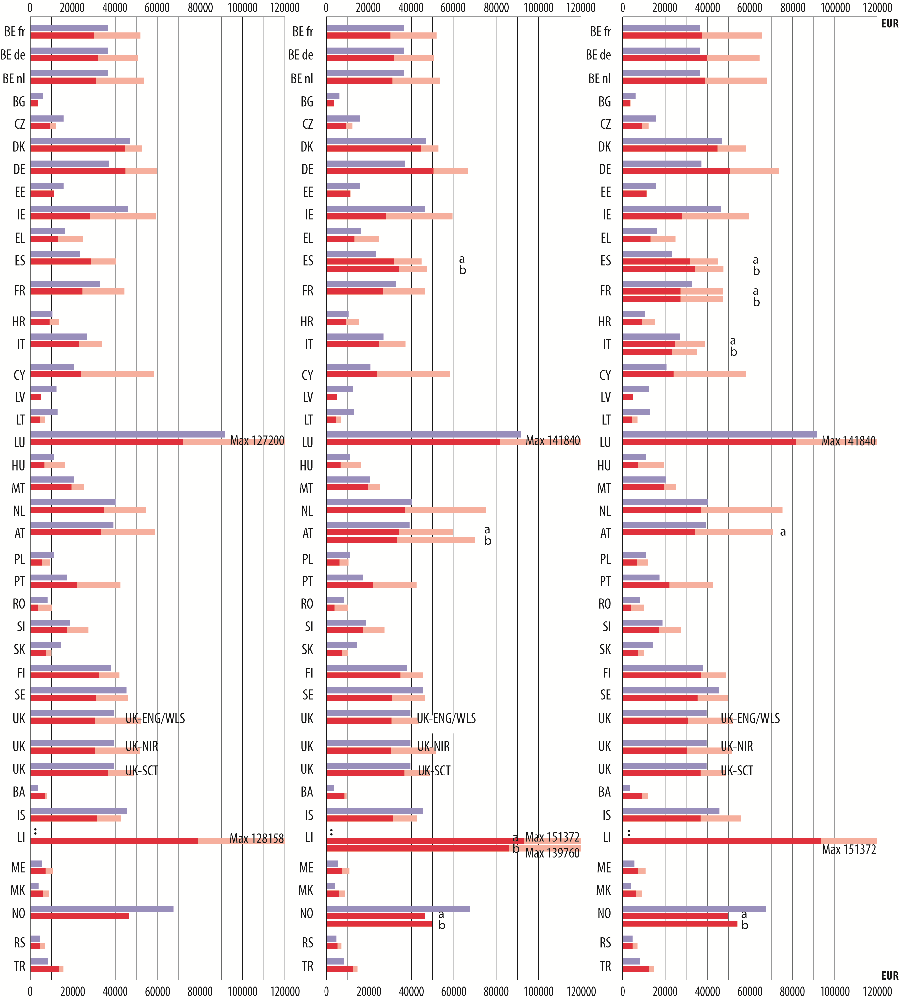 0 20000 40000 60000 80000 100000 120000 0 20000 40000 60000 80000 100000 120000 0 20000 40000 60000 80000 100000 120000
EUR
BE fr BE fr BE fr
BE de BE de BE de
BE nl BE nl BE nl
BG BG BG
CZ CZ CZ
DK DK DK
DE DE DE
EE EE EE
IE IE IE
EL EL EL
ES ES a ES a
b b
FR FR FR a
b
HR HR HR
IT IT IT a
b
CY CY CY
LV LV LV
LT LT LT
LU Max 127200 LU Max 141840 LU Max 141840
HU HU HU
MT MT MT
NL NL NL
AT AT a AT a
b
PL PL PL
PT PT PT
RO RO RO
SI SI SI
SK SK SK
FI FI FI
SE SE SE
UK UK-ENG/WLS UK UK-ENG/WLS UK UK-ENG/WLS
UK UK-NIR UK UK-NIR UK UK-NIR
UK UK-SCT UK UK-SCT UK UK-SCT
BA BA BA
IS IS IS
: : :
LI Max 128158 LI a Max 151372 LI
b Max 139760 Max 151372
ME ME ME
MK MK MK
NO NO a NO a
b b
RS RS RS
TR TR TR
EUR
0 20000 40000 60000 80000 100000 120000 0 20000 40000 60000 80000 100000 120000 0 20000 40000 60000 80000 100000 120000